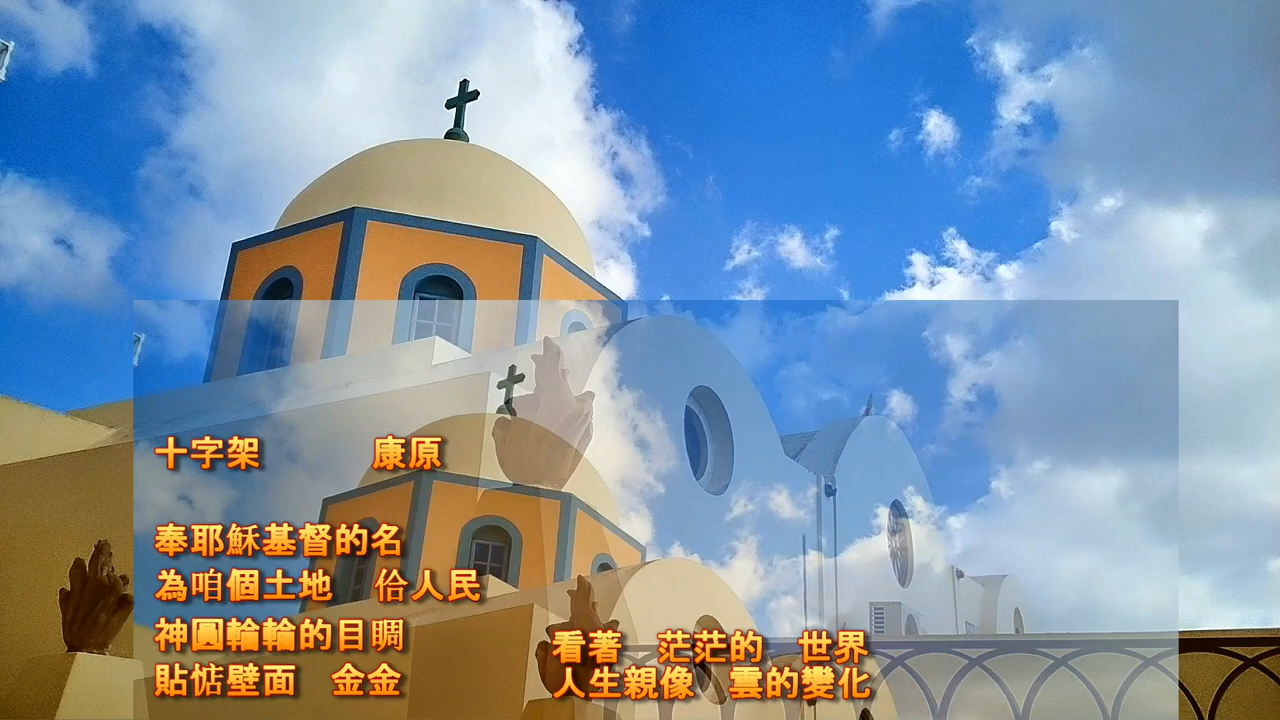 十字架 康原
奉耶穌基督的名
為咱個土地 佮人民
神圓輪輪的目睭
貼惦壁面 金金
看著 茫茫的 世界
人生親像 雲的變化